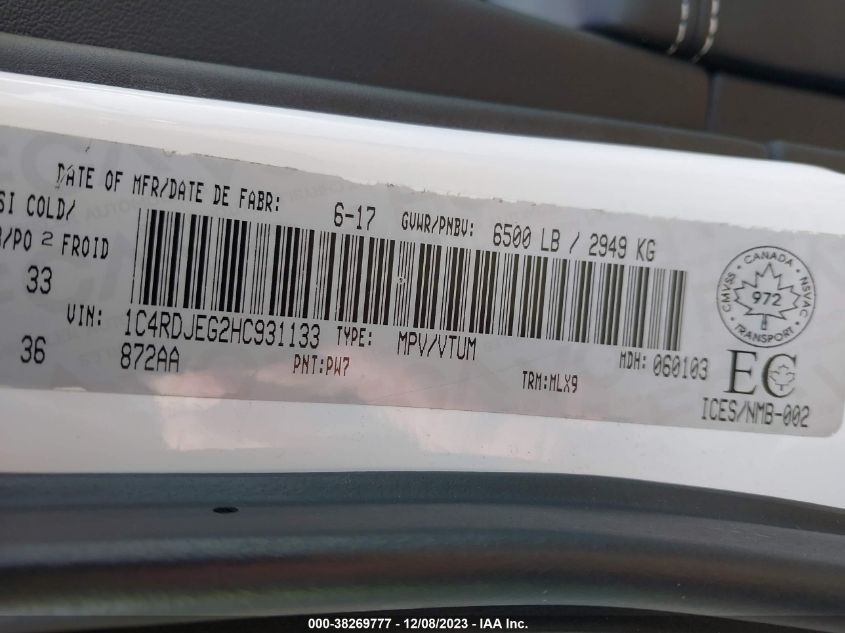 DATE OF MFR/DATE DE FABR: 6-17 GVWR/PNBV: 6500 LB / 2949 KG
SI COLD/
/PO 2 FROID
33
36
VIN: 1C4RDJEG2HC931133 TYPE: MPV/VTUM MDH: 060103
872AA PNT:PW7 TRM:MLX9
CANADA
CMVSS NSVAC
972
TRANSPORT
EC
ICES/NMB-002
000-38269777 - 12/08/2023 - IAA Inc.